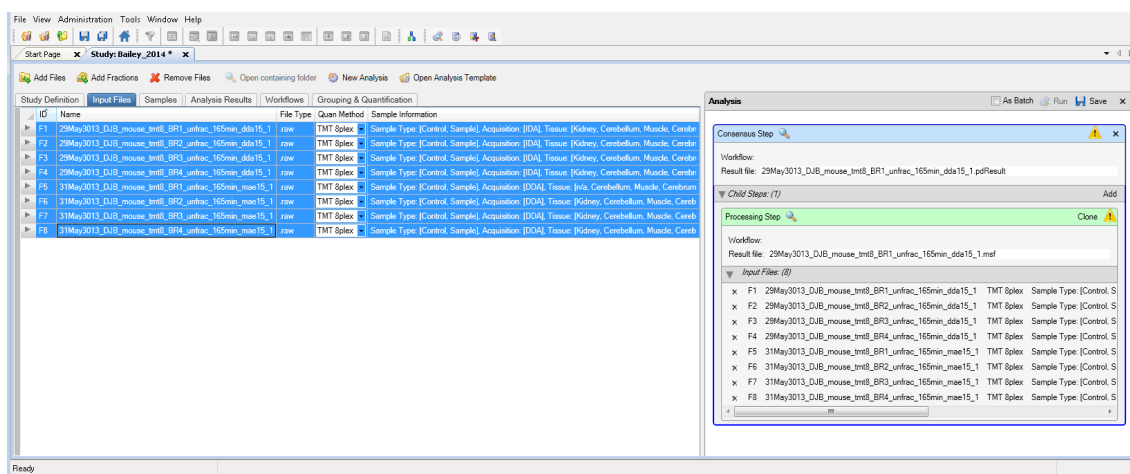 File View Administration Tools Window Help
Start Page x Study: Bailey_2014 * x
Add Files Add Fractions Remove Files Open containing folder New Analysis Open Analysis Template
Study Definition Input Files Samples Analysis Results Workflows Grouping & Quantification
ID Name File Type Quan Method Sample Information
F1 29May3013_DJB_mouse_tmt8_BR1_unfrac_165min_dda15_1 .raw TMT 8plex Sample Type: [Control, Sample], Acquisition: [IDA], Tissue: [Kidney, Cerebellum, Muscle, Cerebr
F2 29May3013_DJB_mouse_tmt8_BR2_unfrac_165min_dda15_1 .raw TMT 8plex Sample Type: [Control, Sample], Acquisition: [IDA], Tissue: [Kidney, Cerebellum, Muscle, Cerebr
F3 29May3013_DJB_mouse_tmt8_BR3_unfrac_165min_dda15_1 .raw TMT 8plex Sample Type: [Control, Sample], Acquisition: [IDA], Tissue: [Kidney, Cerebellum, Muscle, Cerebr
F4 29May3013_DJB_mouse_tmt8_BR4_unfrac_165min_dda15_1 .raw TMT 8plex Sample Type: [Control, Sample], Acquisition: [IDA], Tissue: [Kidney, Cerebellum, Muscle, Cerebr
F5 31May3013_DJB_mouse_tmt8_BR1_unfrac_165min_mae15_1 .raw TMT 8plex Sample Type: [Control, Sample], Acquisition: [DDA], Tissue: [n/a, Cerebellum, Muscle, Cerebrum
F6 31May3013_DJB_mouse_tmt8_BR2_unfrac_165min_mae15_1 .raw TMT 8plex Sample Type: [Control, Sample], Acquisition: [DDA], Tissue: [Kidney, Cerebellum, Muscle, Cereb
F7 31May3013_DJB_mouse_tmt8_BR3_unfrac_165min_mae15_1 .raw TMT 8plex Sample Type: [Control, Sample], Acquisition: [DDA], Tissue: [Kidney, Cerebellum, Muscle, Cereb
F8 31May3013_DJB_mouse_tmt8_BR4_unfrac_165min_mae15_1 .raw TMT 8plex Sample Type: [Control, Sample], Acquisition: [DDA], Tissue: [Kidney, Cerebellum, Muscle, Cereb
Analysis As Batch Run Save x
Consensus Step x
Workflow:
Result file: 29May3013_DJB_mouse_tmt8_BR1_unfrac_165min_dda15_1.pdResult
Child Steps: (1) Add
Processing Step Clone
Workflow:
Result file: 29May3013_DJB_mouse_tmt8_BR1_unfrac_165min_dda15_1.msf
Input Files: (8)
x F1 29May3013_DJB_mouse_tmt8_BR1_unfrac_165min_dda15_1 TMT 8plex Sample Type: [Control, S
x F2 29May3013_DJB_mouse_tmt8_BR2_unfrac_165min_dda15_1 TMT 8plex Sample Type: [Control, S
x F3 29May3013_DJB_mouse_tmt8_BR3_unfrac_165min_dda15_1 TMT 8plex Sample Type: [Control, S
x F4 29May3013_DJB_mouse_tmt8_BR4_unfrac_165min_dda15_1 TMT 8plex Sample Type: [Control, S
x F5 31May3013_DJB_mouse_tmt8_BR1_unfrac_165min_mae15_1 TMT 8plex Sample Type: [Control, S
x F6 31May3013_DJB_mouse_tmt8_BR2_unfrac_165min_mae15_1 TMT 8plex Sample Type: [Control, S
x F7 31May3013_DJB_mouse_tmt8_BR3_unfrac_165min_mae15_1 TMT 8plex Sample Type: [Control, S
x F8 31May3013_DJB_mouse_tmt8_BR4_unfrac_165min_mae15_1 TMT 8plex Sample Type: [Control, S
Ready